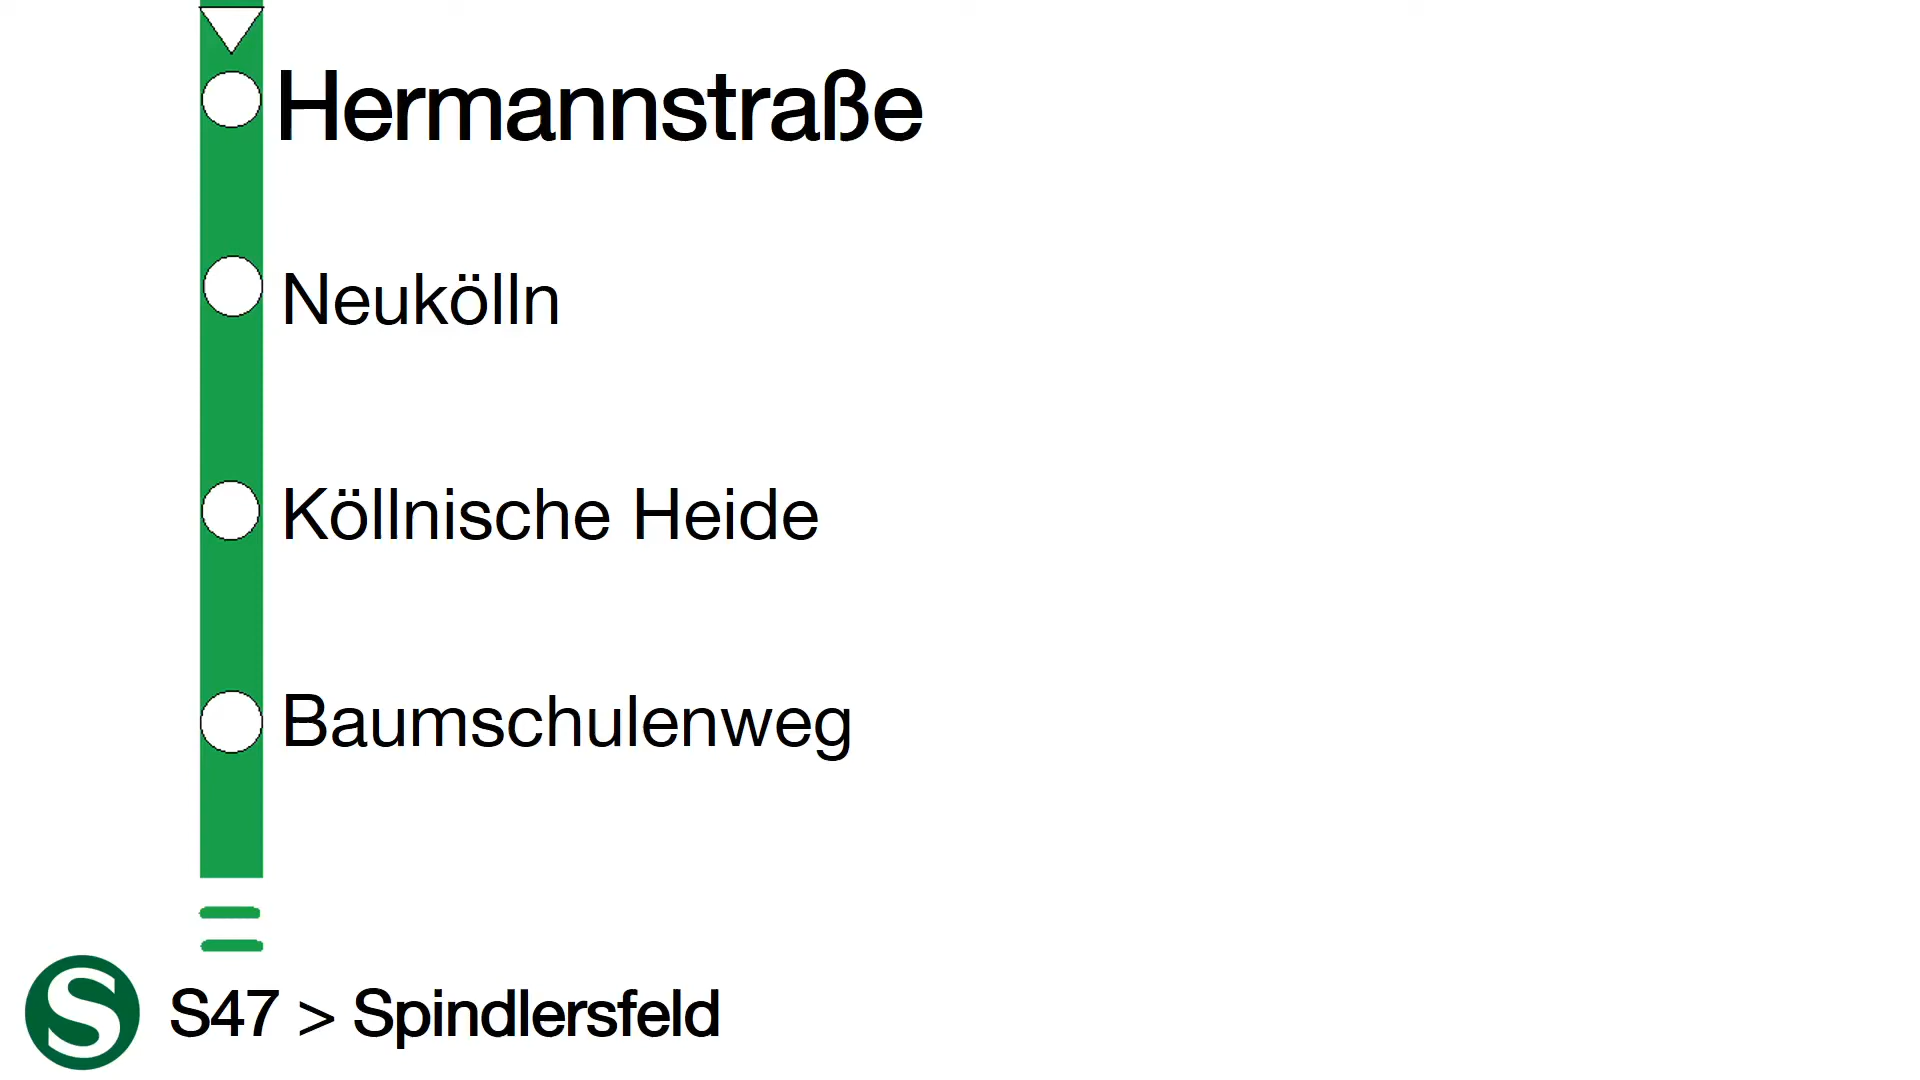 Hermannstraße
Neukölln
Köllnische Heide
Baumschulenweg
S S47 > Spindlersfeld